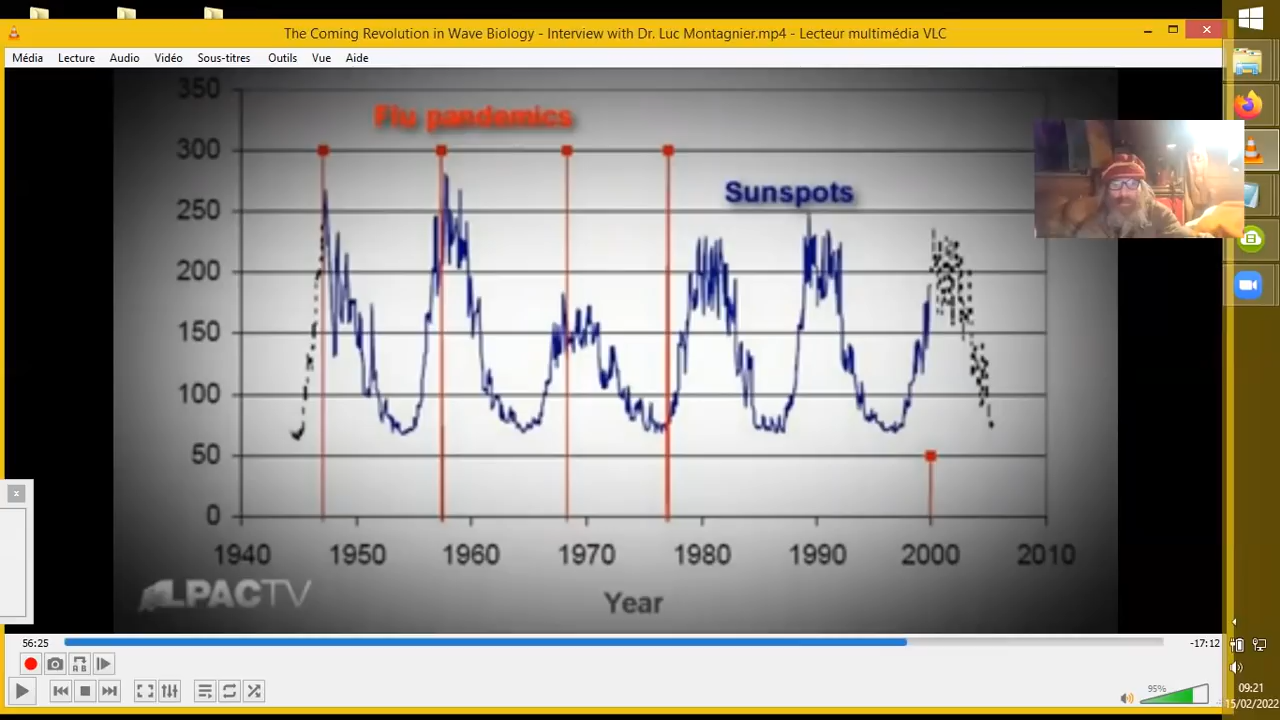 The Coming Revolution in Wave Biology - Interview with Dr. Luc Montagnier.mp4 - Lecteur multimédia VLC
Média Lecture Audio Vidéo Sous-titres Outils Vue Aide
350
Flu pandemics
300
Sunspots
250
200
150
100
50
0
1940 1950 1960 1970 1980 1990 2000 2010
Year
LPACTV
56:25
-17:12
95%
09:21
15/02/2022